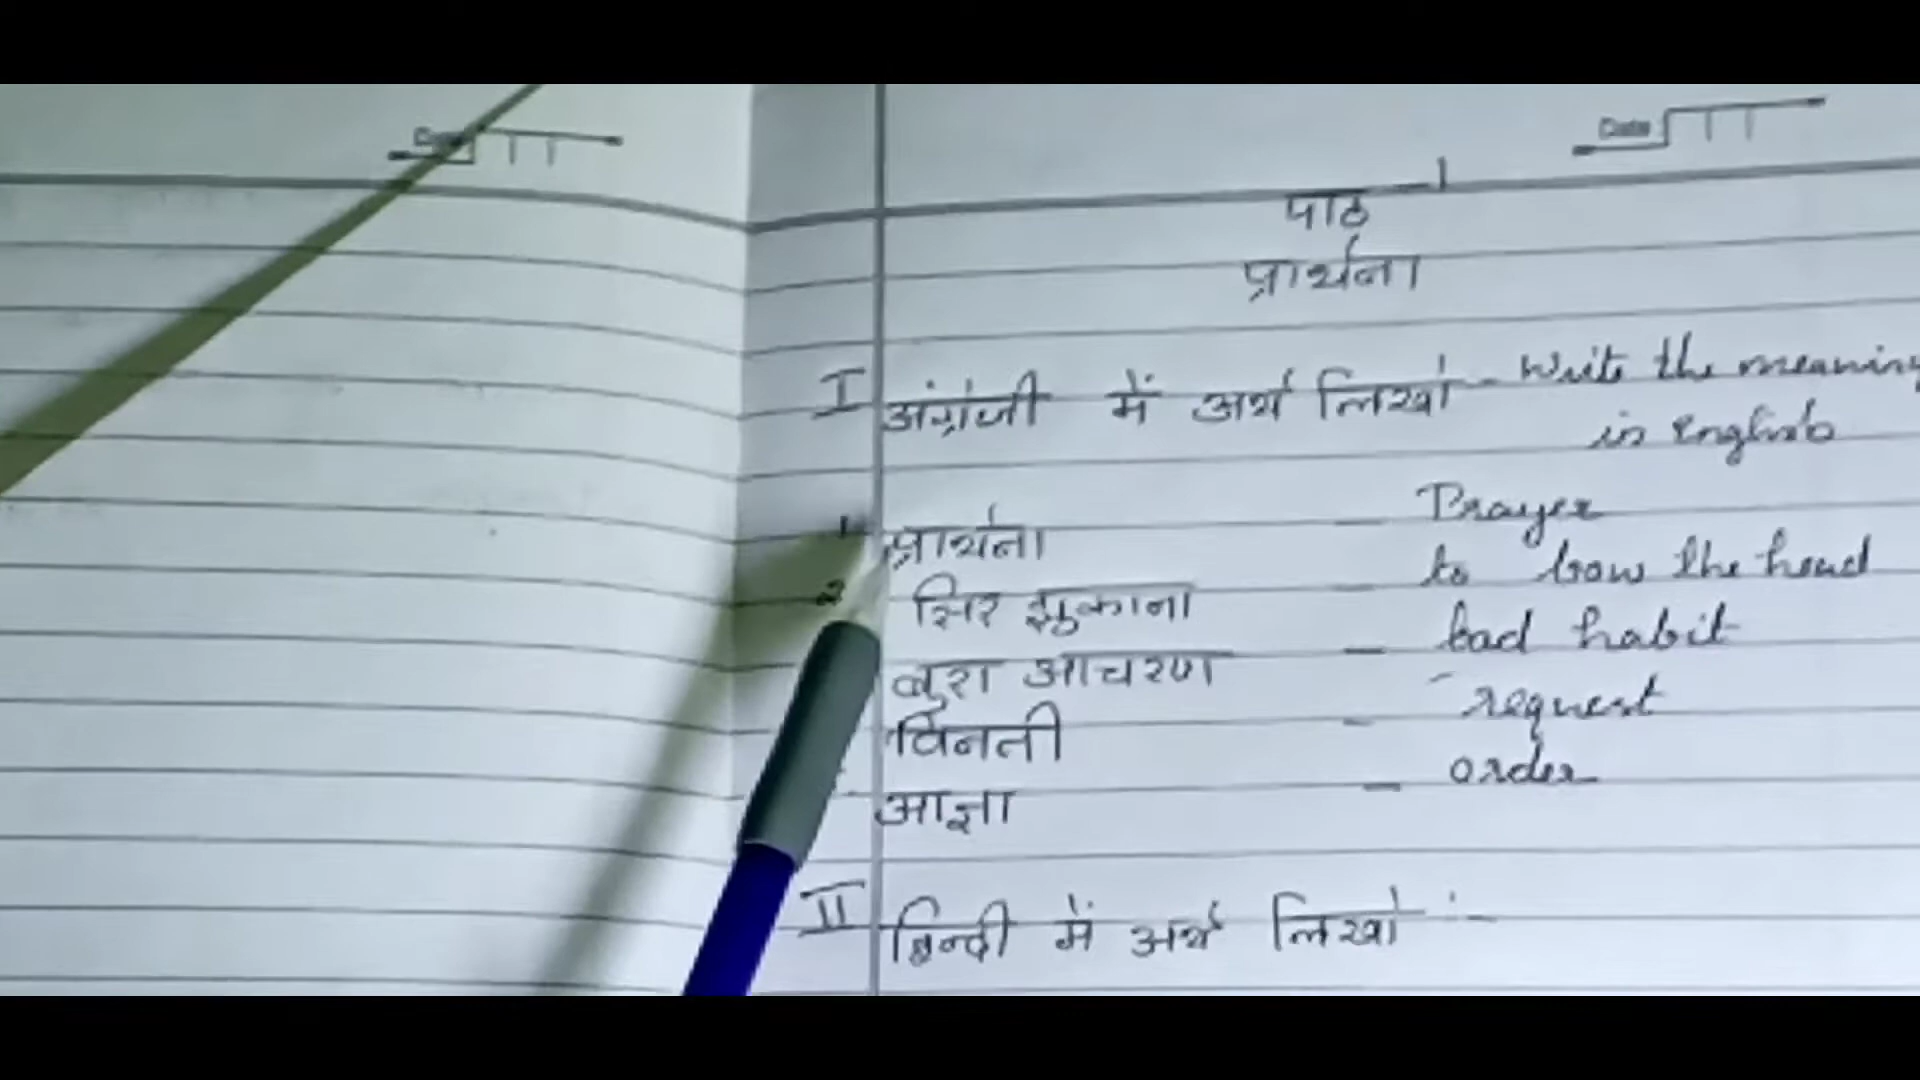 Date
Date
पाठ - 1
प्रार्थना
I अंग्रेजी में अर्थ लिखो - Write the meaning
in english
1 प्रार्थना - Prayer
2 सिर झुकाना - to bow the head
बुरा आचरण - bad habit
विनती - request
आज्ञा - order
II हिन्दी में अर्थ लिखो :-